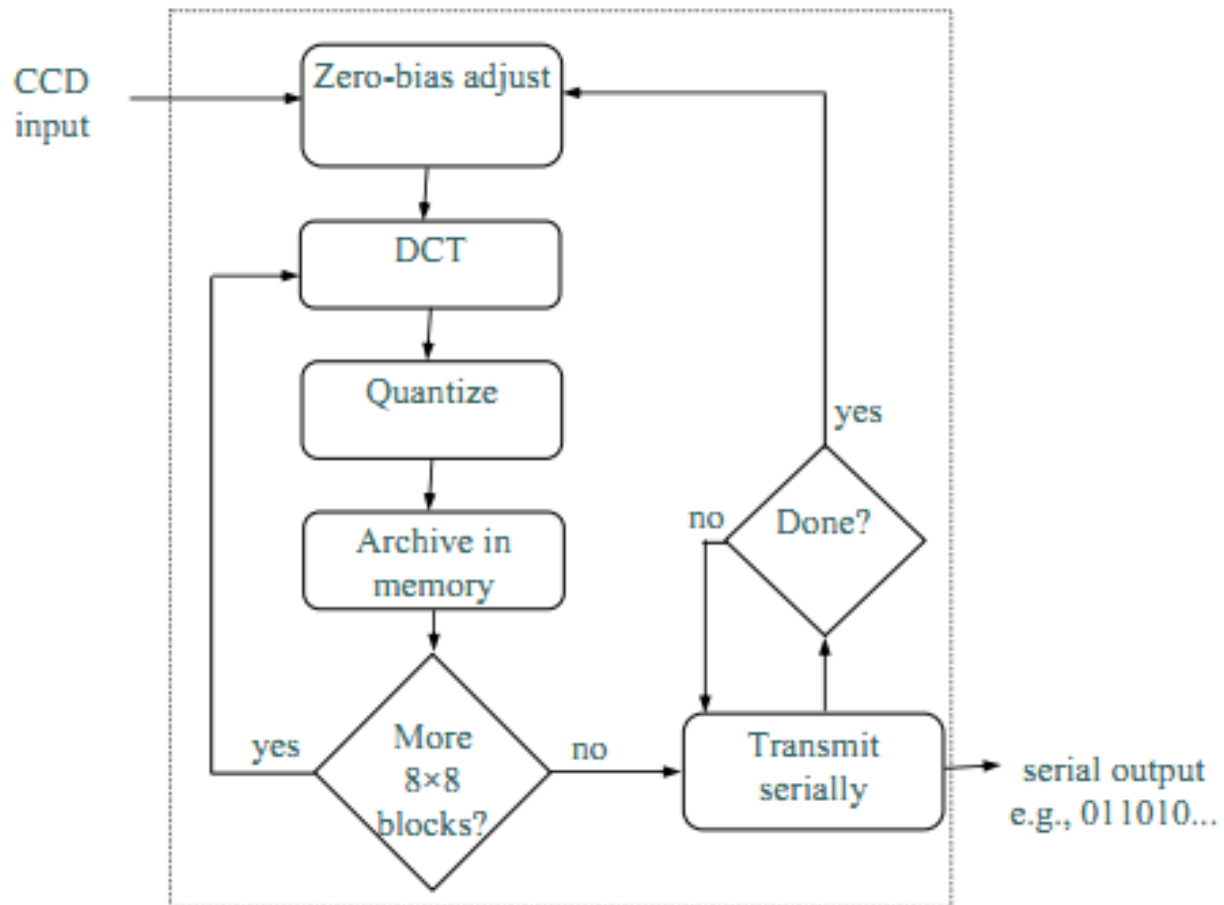 CCD
input
Zero-bias adjust
DCT
Quantize
Archive in
memory
More
8×8
blocks?
yes
no
Transmit
serially
Done?
no
yes
serial output
e.g., 011010...